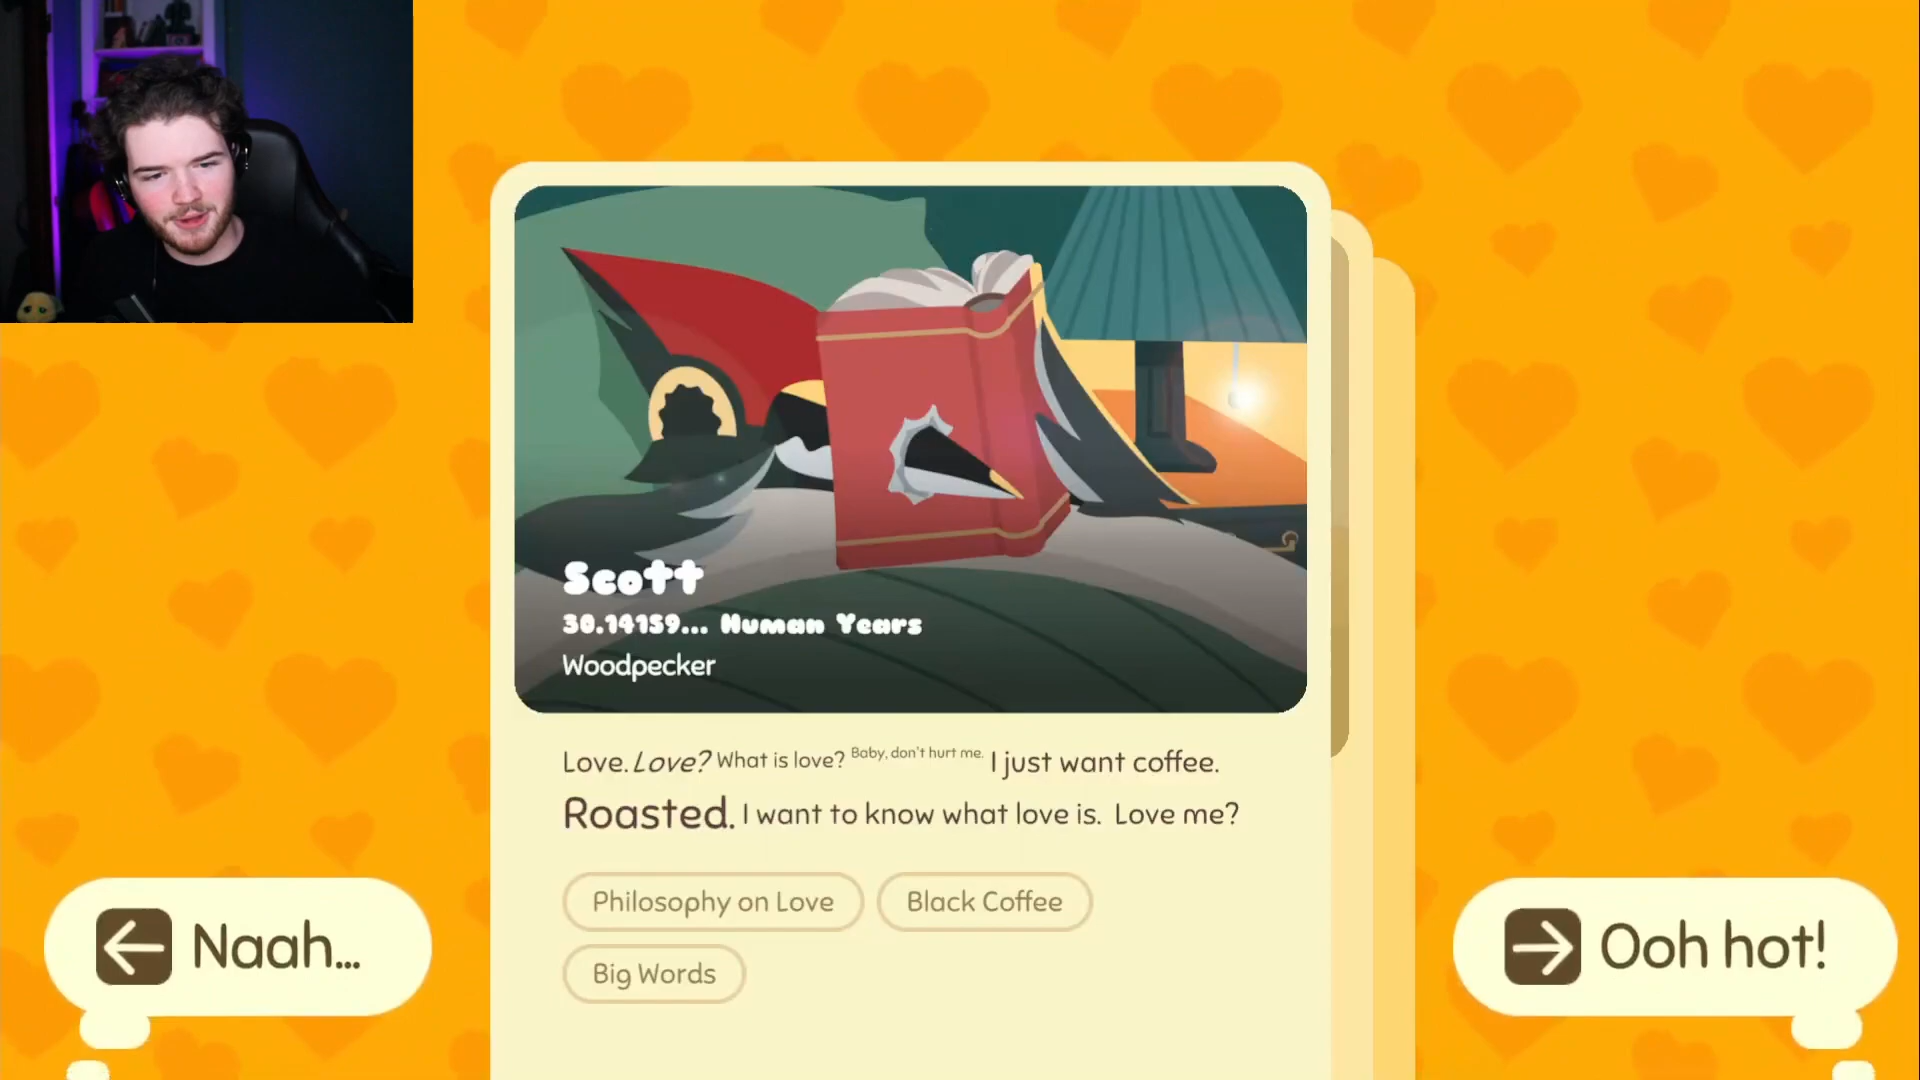 Scott
30.14159... Human Years
Woodpecker
Love. Love? What is love? Baby, don't hurt me. I just want coffee.
Roasted. I want to know what love is. Love me?
Philosophy on Love
Black Coffee
Big Words
Naah...
Ooh hot!